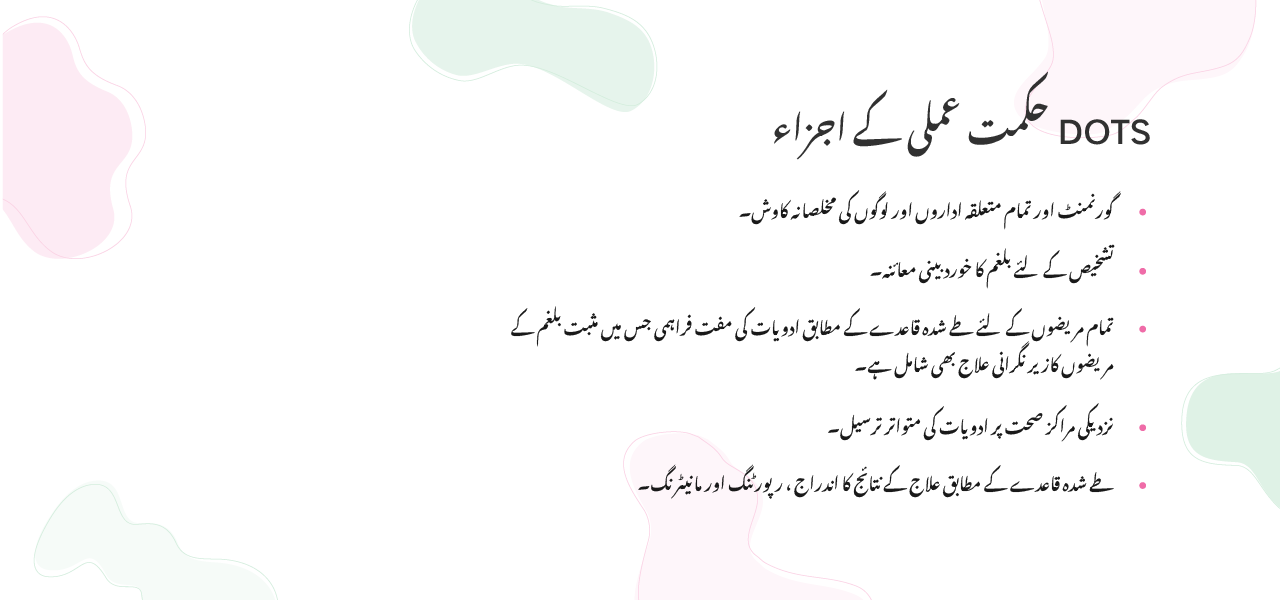 DOTS حکمت عملی کے اجزاء
گورنمنٹ اور تمام متعلقہ اداروں اور لوگوں کی مخلصانہ کاوش۔
تشخیص کے لئے بلغم کا خوردبینی معائنہ۔
تمام مریضوں کے لئے طے شدہ قاعدے کے مطابق ادویات کی مفت فراہمی جس میں مثبت بلغم کے
مریضوں کا زیر نگرانی علاج بھی شامل ہے۔
نزدیکی مراکز صحت پر ادویات کی متواتر ترسیل۔
طے شدہ قاعدے کے مطابق علاج کے نتائج کا اندراج ، رپورٹنگ اور مانیٹرنگ۔